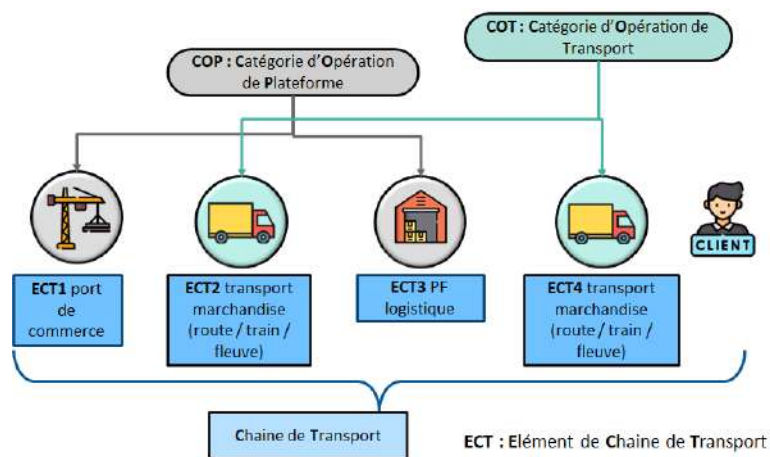 COT : Catégorie d'Opération de
Transport
COP : Catégorie d'Opération
de Plateforme
CLIENT
ECT1 port
de
commerce
ECT2 transport
marchandise
(route / train /
fleuve)
ECT3 PF
logistique
ECT4 transport
marchandise
(route / train /
fleuve)
Chaine de Transport
ECT : Elément de Chaine de Transport